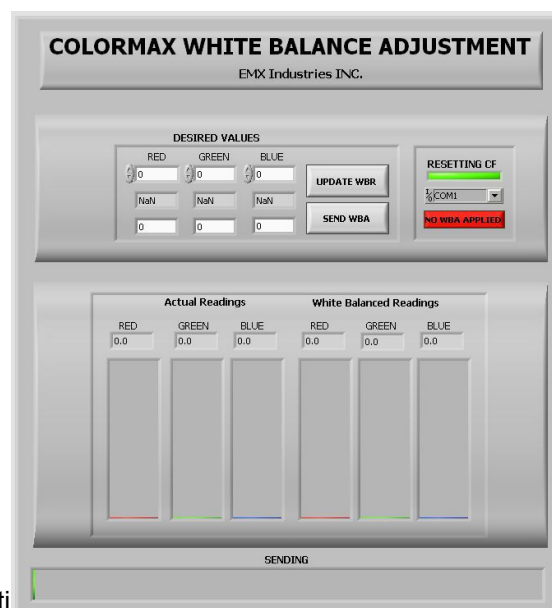 COLORMAX WHITE BALANCE ADJUSTMENT
EMX Industries INC.
DESIRED VALUES
RED GREEN BLUE
0 0 0
NaN NaN NaN
0 0 0
UPDATE WBR
SEND WBA
RESETTING CF
COM1
NO WBA APPLIED
Actual Readings White Balanced Readings
RED GREEN BLUE RED GREEN BLUE
0.0 0.0 0.0 0.0 0.0 0.0
SENDING
ti